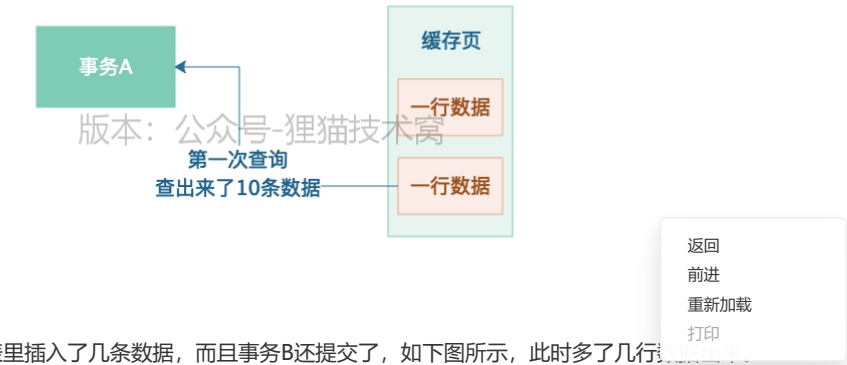 缓存页
事务A
一行数据
版本：公众号-狸猫技术窝
第一次查询
查出来了10条数据
一行数据
返回
前进
重新加载
打印
里插入了几条数据，而且事务B还提交了，如下图所示，此时多了几行